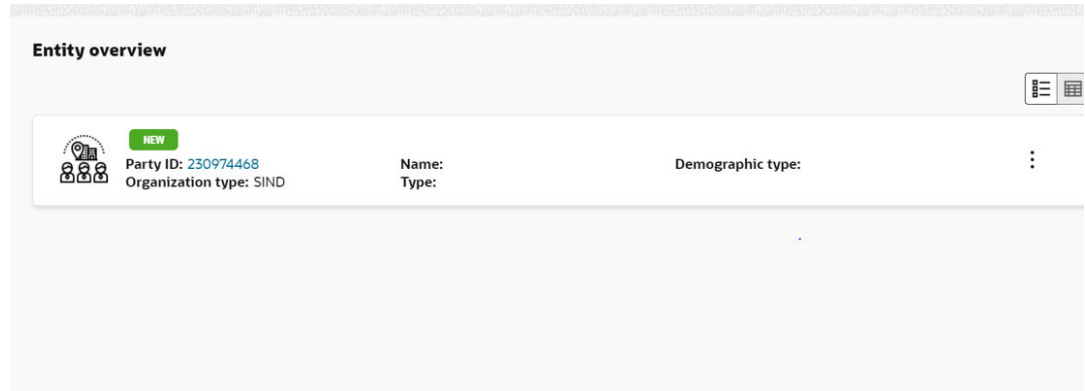 Entity overview
NEW
Party ID: 230974468 Name: Demographic type:
Organization type: SIND Type: